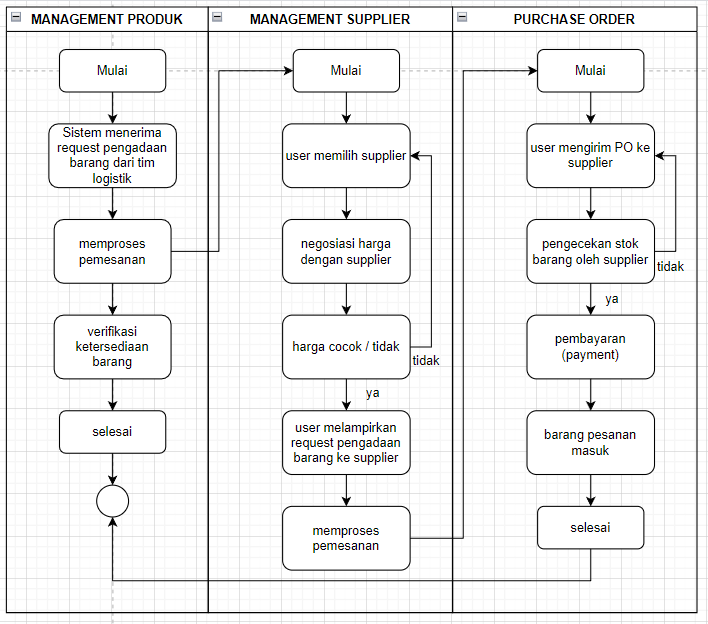 MANAGEMENT PRODUK
Mulai
Sistem menerima
request pengadaan
barang dari tim
logistik
memproses
pemesanan
verifikasi
ketersediaan
barang
selesai
MANAGEMENT SUPPLIER
Mulai
user memilih supplier
negosiasi harga
dengan supplier
harga cocok / tidak
tidak
ya
user melampirkan
request pengadaan
barang ke supplier
memproses
pemesanan
PURCHASE ORDER
Mulai
user mengirim PO ke
supplier
pengecekan stok
barang oleh supplier
tidak
ya
pembayaran
(payment)
barang pesanan
masuk
selesai